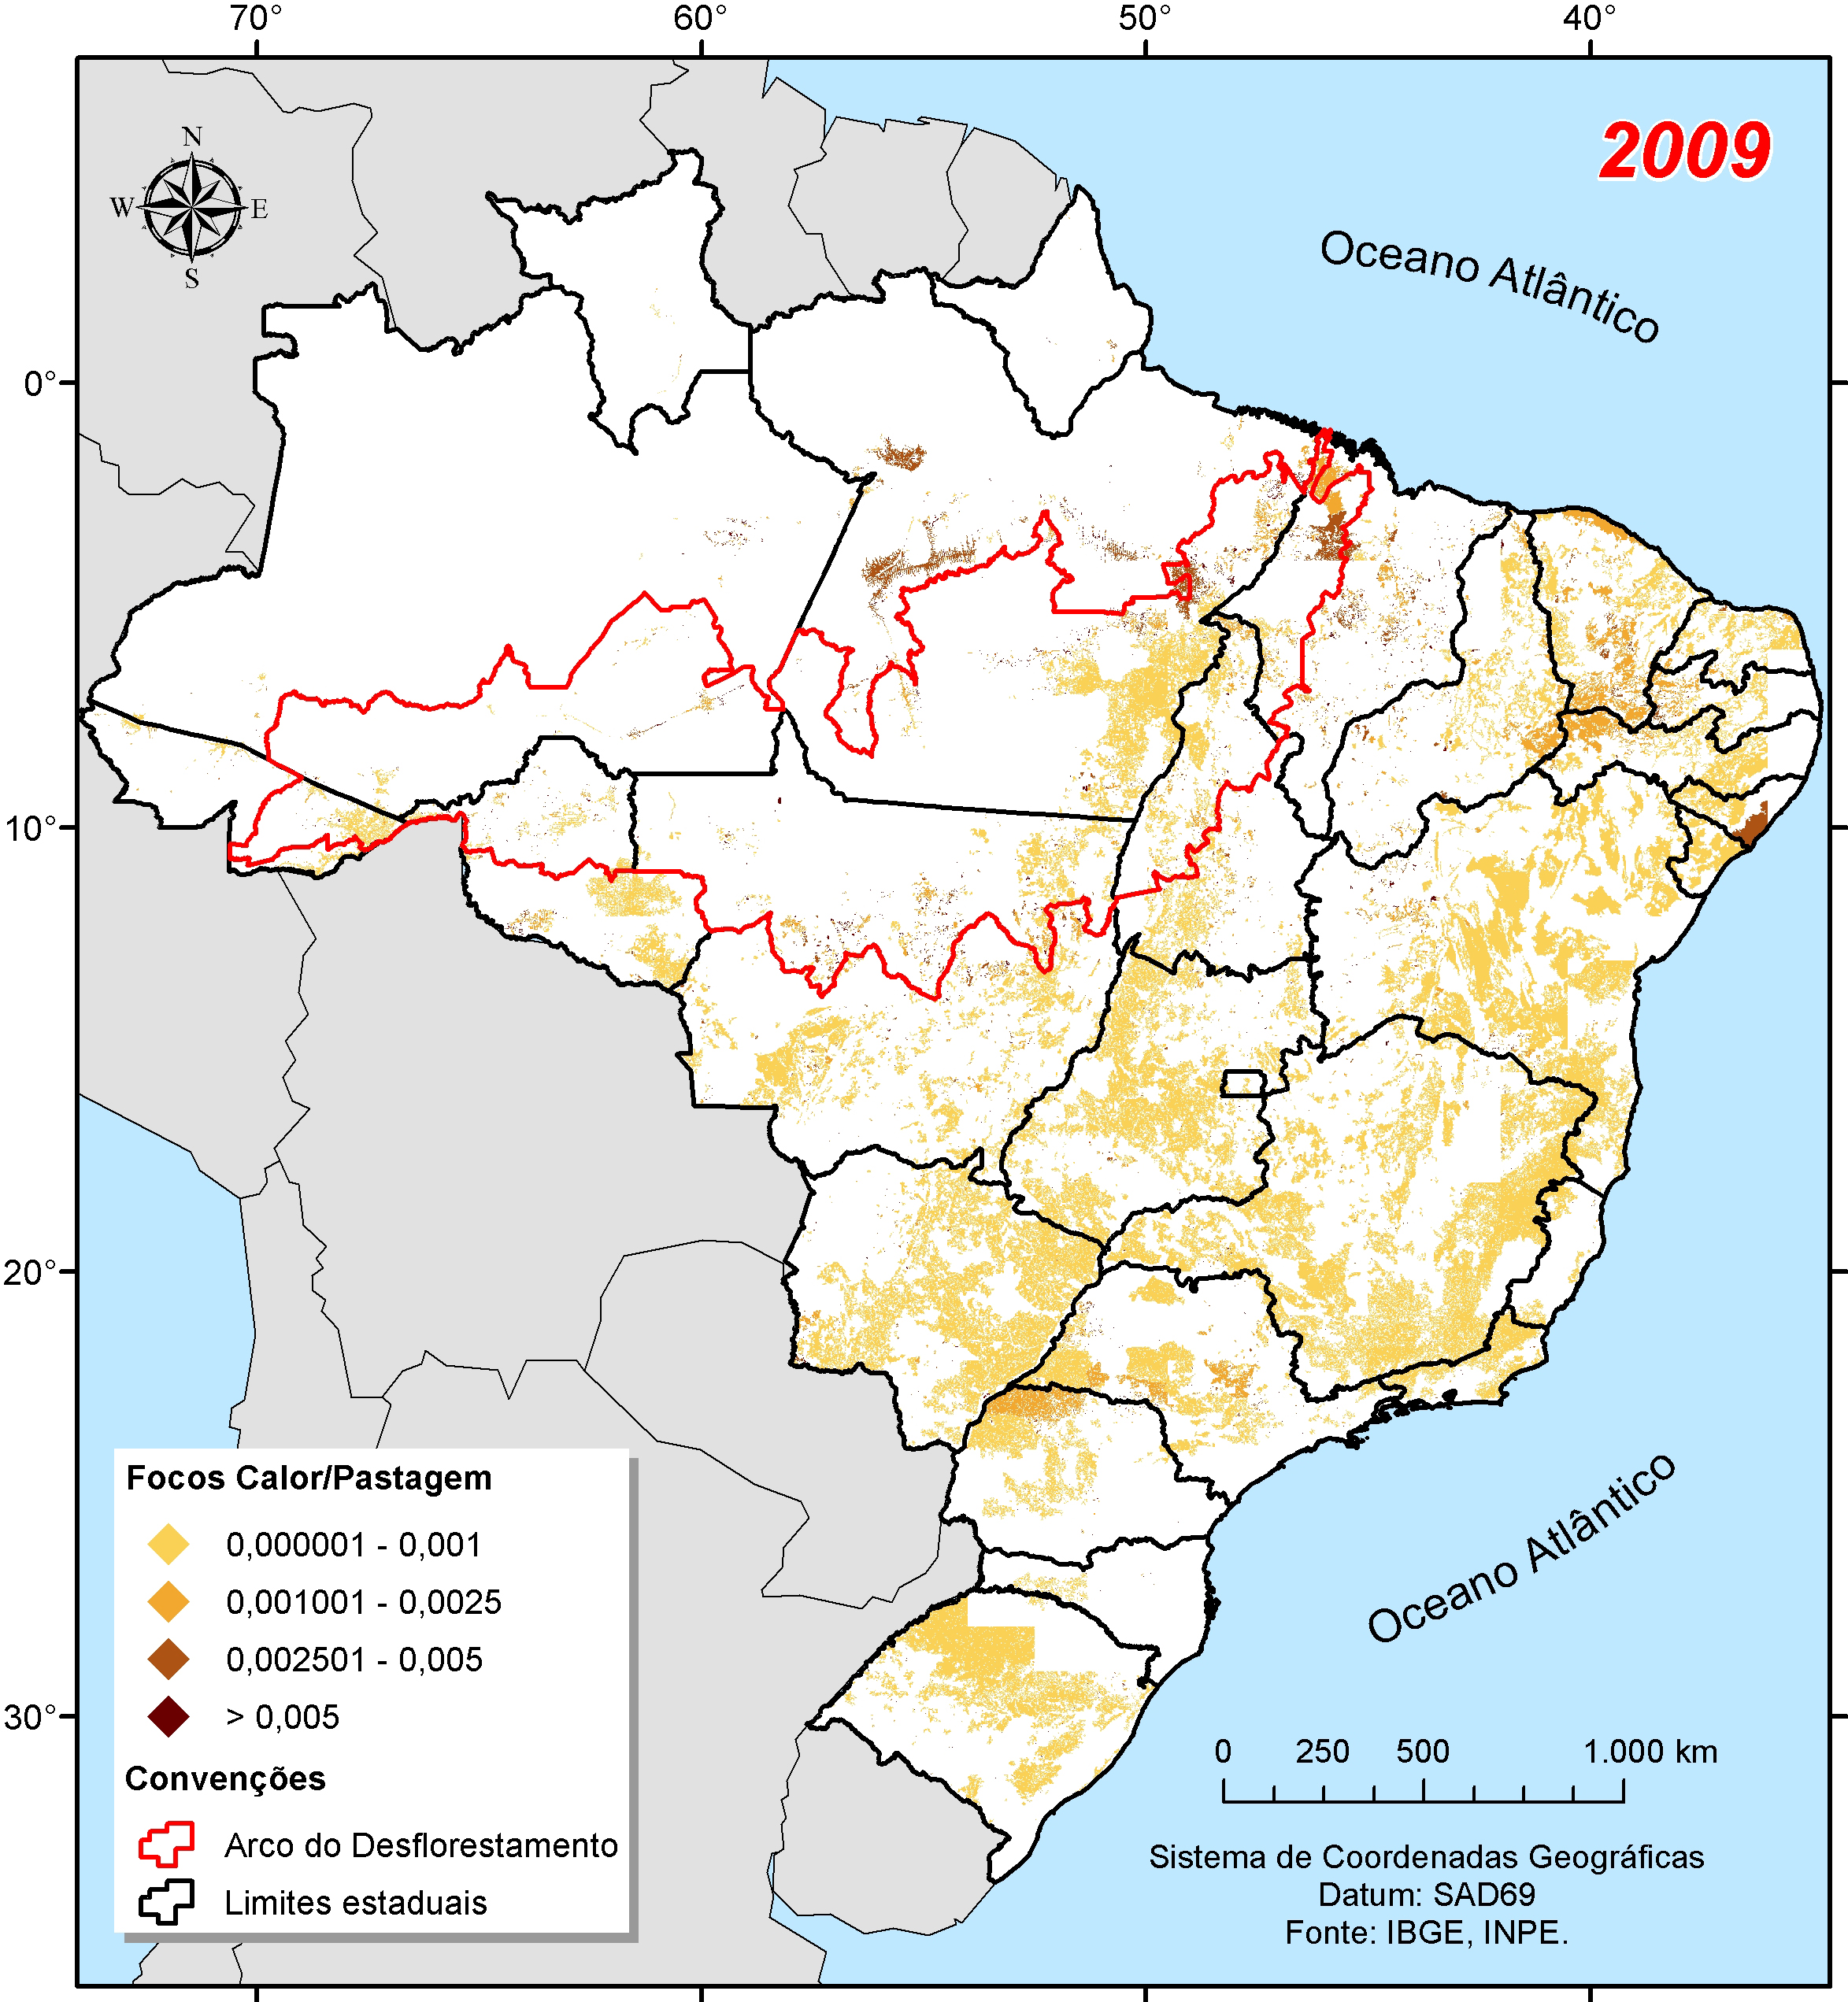 70° 60° 50° 40°
2009
N
W E
S
Oceano Atlântico
0°
10°
20°
30°
Oceano Atlântico
Focos Calor/Pastagem
0,000001 - 0,001
0,001001 - 0,0025
0,002501 - 0,005
> 0,005
Convenções
Arco do Desflorestamento
Limites estaduais
0 250 500 1.000 km
Sistema de Coordenadas Geográficas
Datum: SAD69
Fonte: IBGE, INPE.